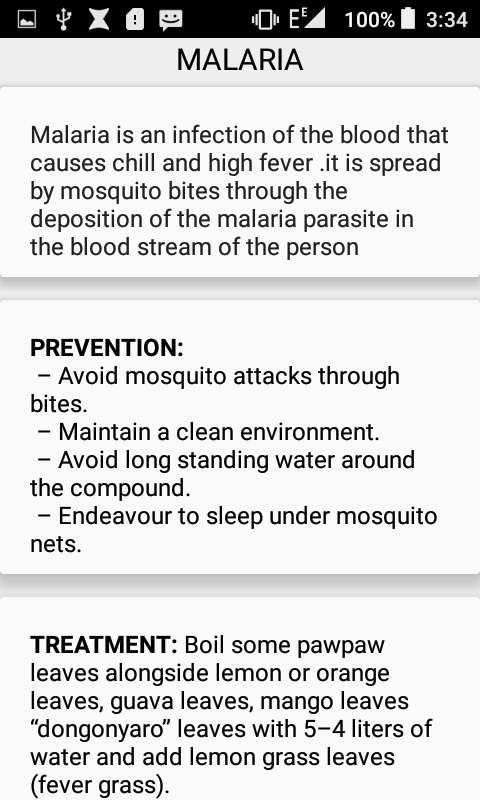 E E 100% 3:34
MALARIA
Malaria is an infection of the blood that
causes chill and high fever .it is spread
by mosquito bites through the
deposition of the malaria parasite in
the blood stream of the person
PREVENTION:
– Avoid mosquito attacks through
bites.
– Maintain a clean environment.
– Avoid long standing water around
the compound.
– Endeavour to sleep under mosquito
nets.
TREATMENT: Boil some pawpaw
leaves alongside lemon or orange
leaves, guava leaves, mango leaves
“dongonyaro” leaves with 5–4 liters of
water and add lemon grass leaves
(fever grass).